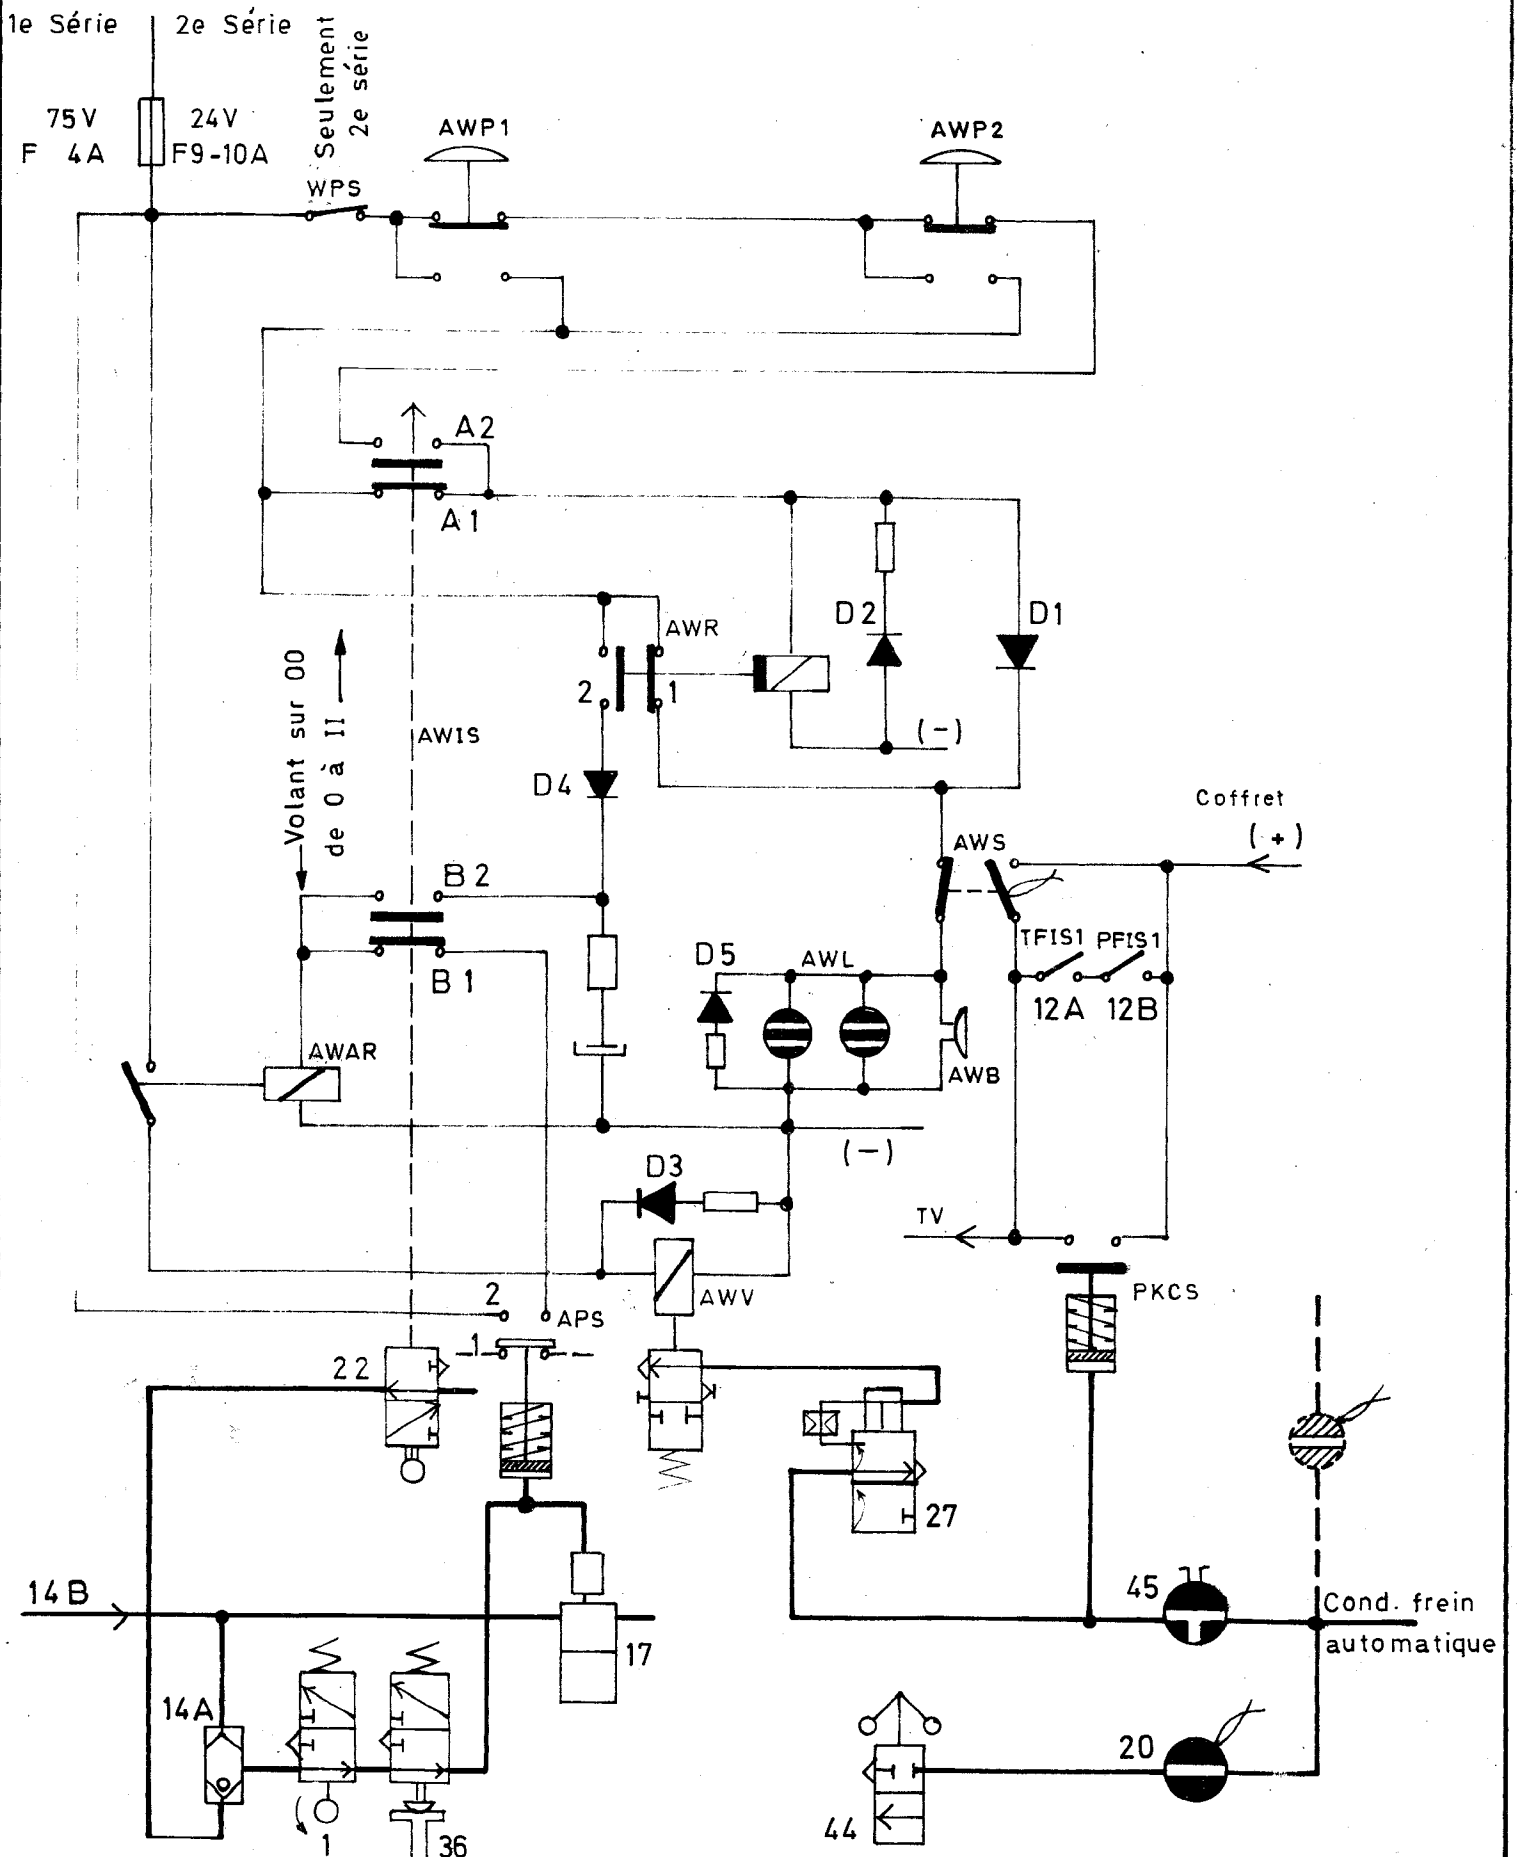 1e Série
2e Série
Seulement
2e série
75V
24V
F 4A
F9-10A
WPS
AWP1
AWP2
A2
A1
AWR
D2
D1
2
1
(-)
Volant sur 00
de 0 à II
AWIS
D4
Coffret
(+)
AWS
B2
B1
D5
AWL
TFIS1
PFIS1
12A
12B
AWAR
AWB
(-)
D3
TV
AWV
PKCS
2
APS
1
22
27
14B
45
Cond. frein
automatique
17
14A
20
1
36
44